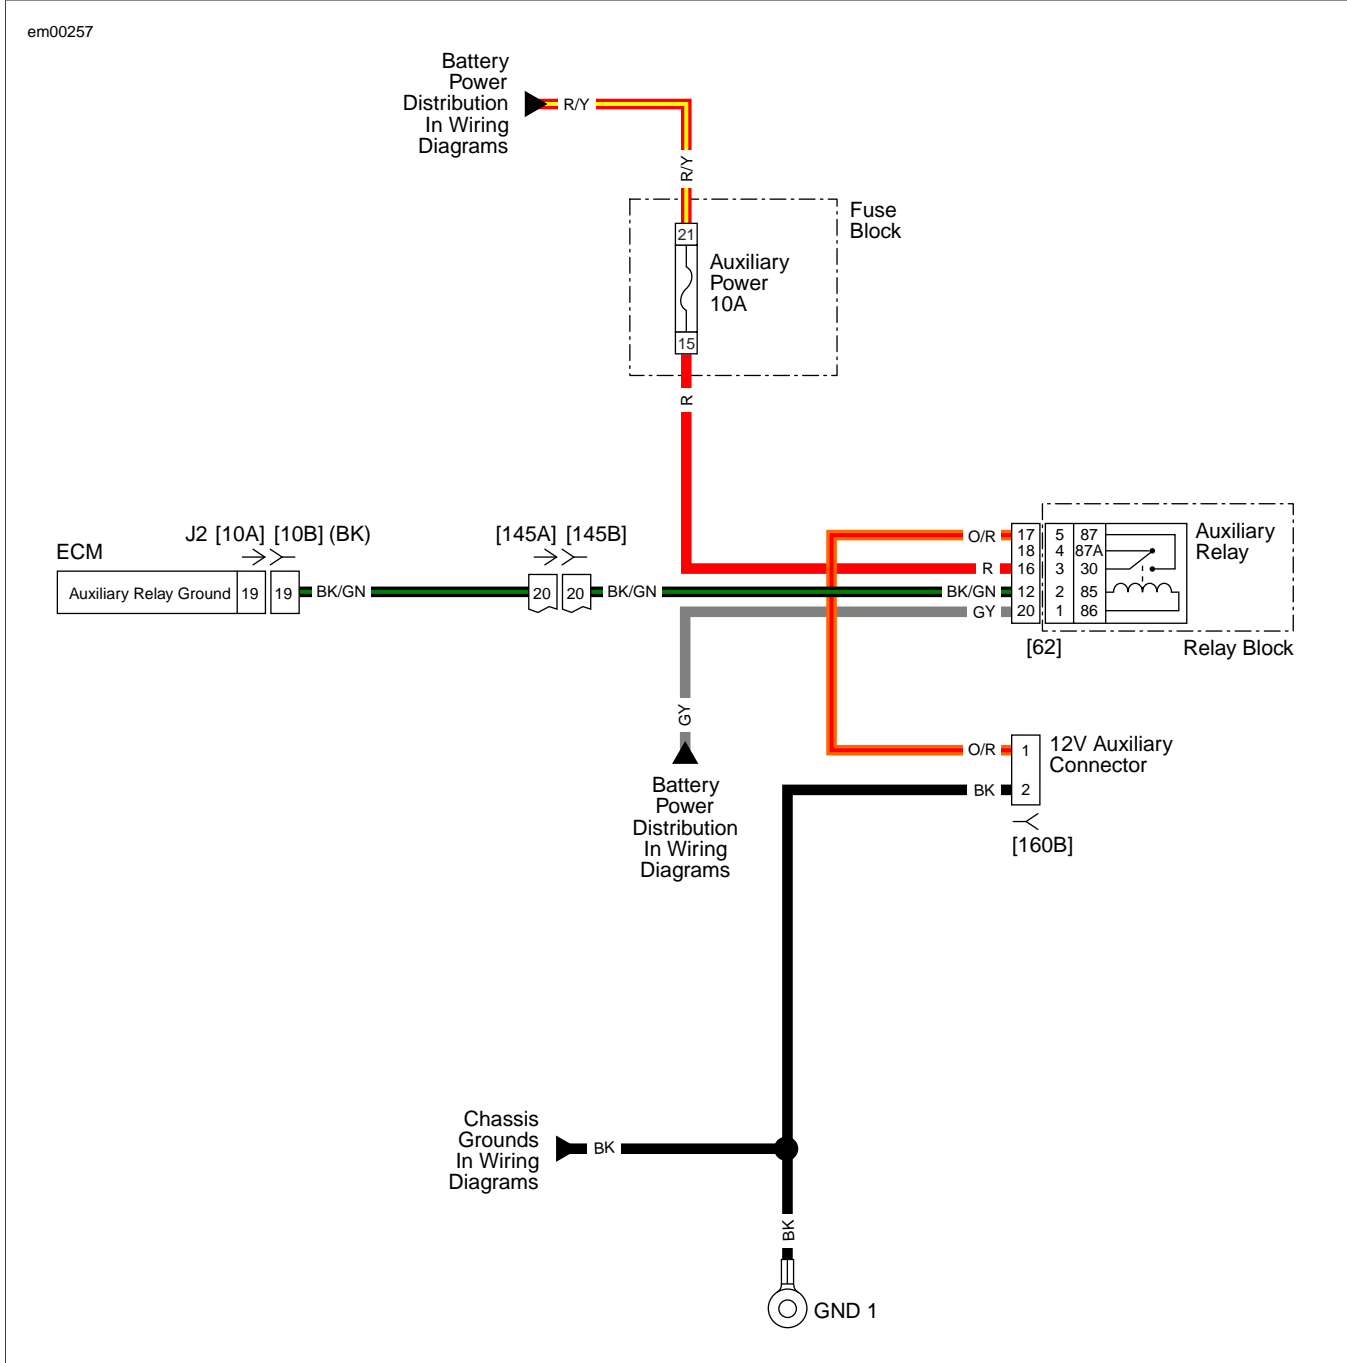 em00257
Battery
Power
Distribution
In Wiring
Diagrams
R/Y
R/Y
Fuse
Block
21
Auxiliary
Power
10A
15
R
J2 [10A] [10B] (BK)
[145A] [145B]
ECM
Auxiliary Relay Ground 19 19 BK/GN 20 20 BK/GN
O/R 17 5 87
18 4 87A
R 16 3 30
BK/GN 12 2 85
GY 20 1 86
Auxiliary
Relay
[62]
Relay Block
GY
Battery
Power
Distribution
In Wiring
Diagrams
O/R 1
BK 2
12V Auxiliary
Connector
[160B]
Chassis
Grounds
In Wiring
Diagrams
BK
BK
GND 1